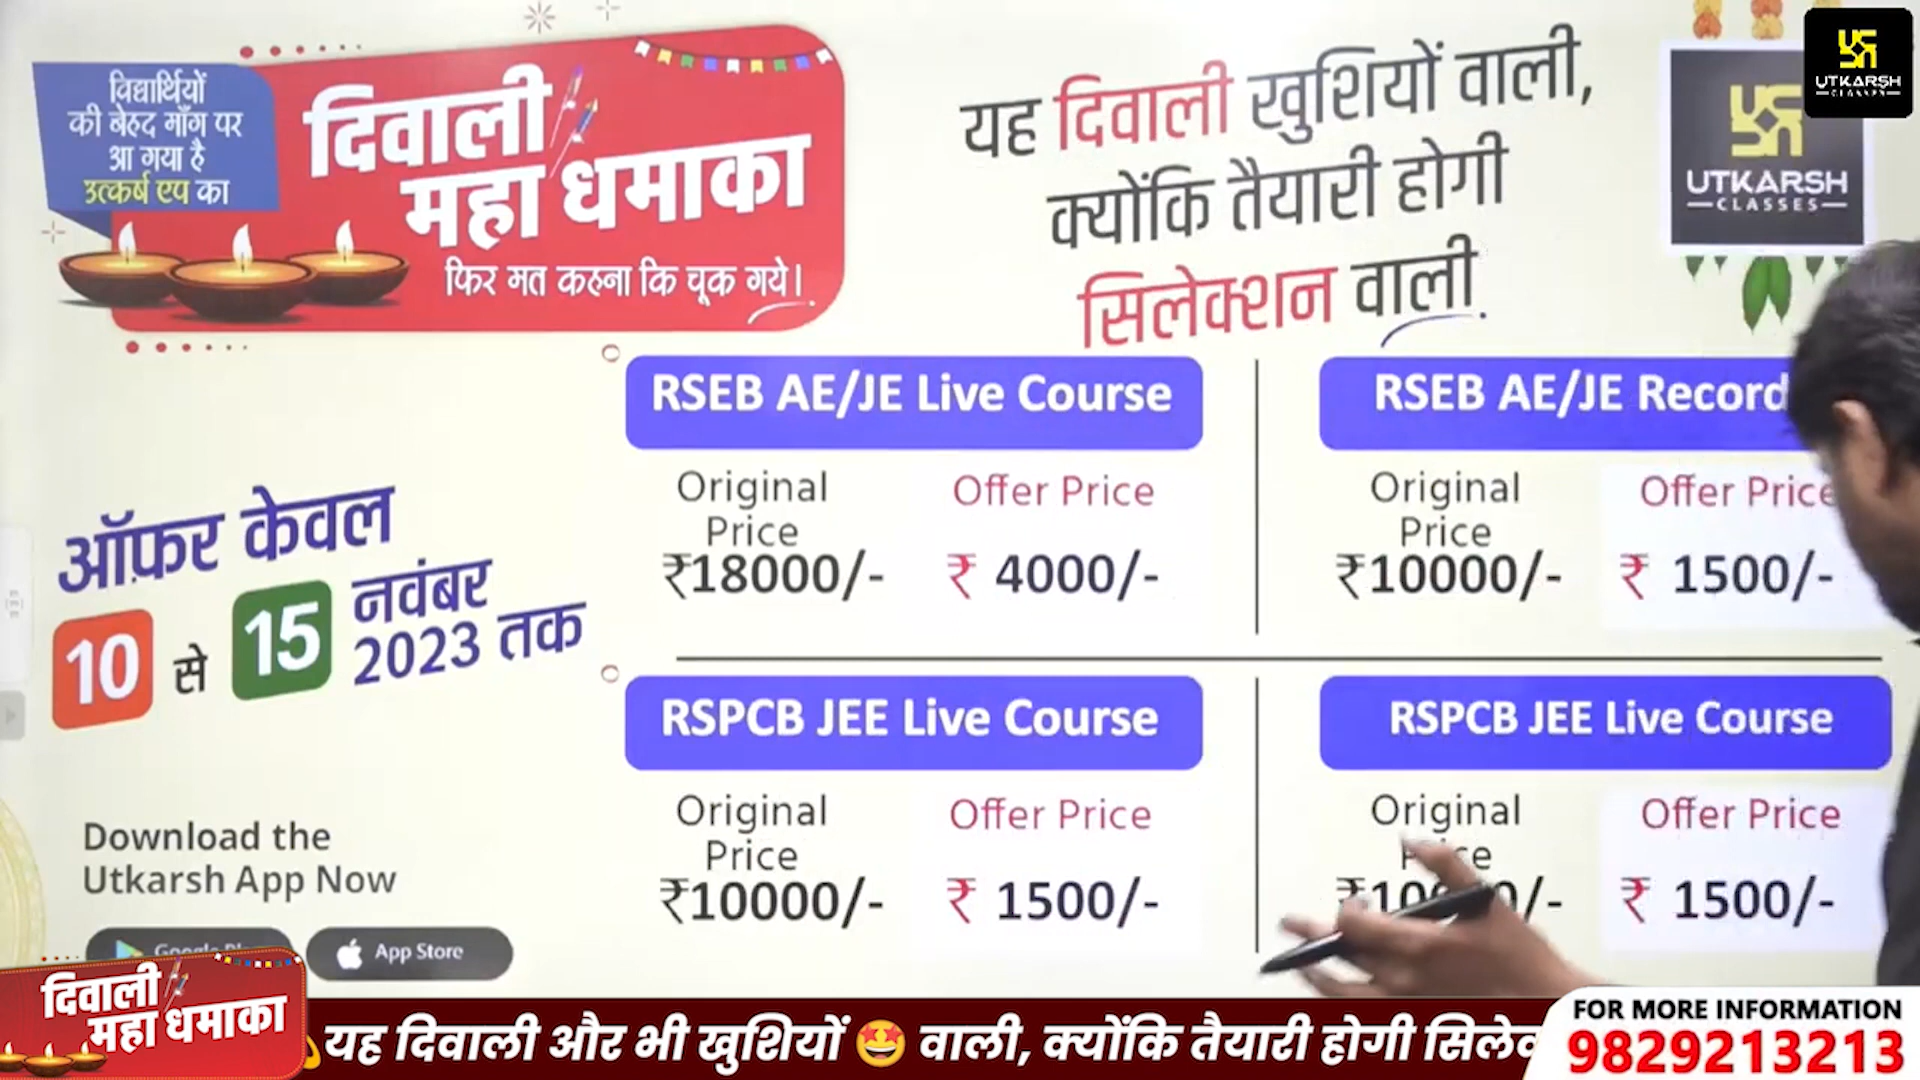 विद्यार्थियों
की बेहद माँग पर
आ गया है
उत्कर्ष एप का
दिवाली
महा धमाका
फिर मत कहना कि चूक गये।
यह दिवाली खुशियों वाली,
क्योंकि तैयारी होगी
सिलेक्शन वाली
UTKARSH
CLASSES
UTKARSH
CLASSES
ऑफ़र केवल
10 से 15 नवंबर
2023 तक
RSEB AE/JE Live Course
Original
Price
₹18000/-
Offer Price
₹ 4000/-
RSEB AE/JE Record
Original
Price
₹10000/-
Offer Price
₹ 1500/-
RSPCB JEE Live Course
Original
Price
₹10000/-
Offer Price
₹ 1500/-
RSPCB JEE Live Course
Original
Offer Price
₹ 1500/-
Download the
Utkarsh App Now
App Store
दिवाली
महा धमाका
यह दिवाली और भी खुशियों 🤩 वाली, क्योंकि तैयारी होगी
FOR MORE INFORMATION
9829213213